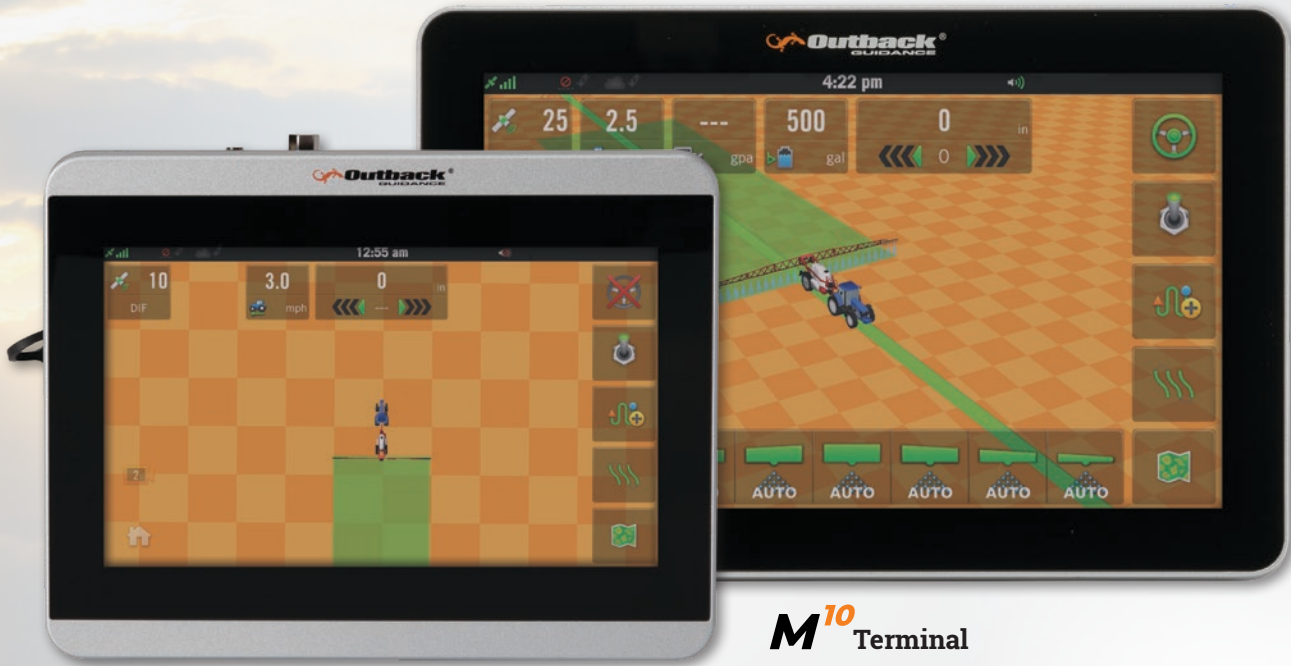 Outback®
GUIDANCE
4:22 pm
25
2.5
---
gpa
500
gal
0
in
0
AUTO
AUTO
AUTO
AUTO
AUTO
Outback®
GUIDANCE
12:55 am
10
DIF
3.0
mph
0
in
---
?
M10 Terminal